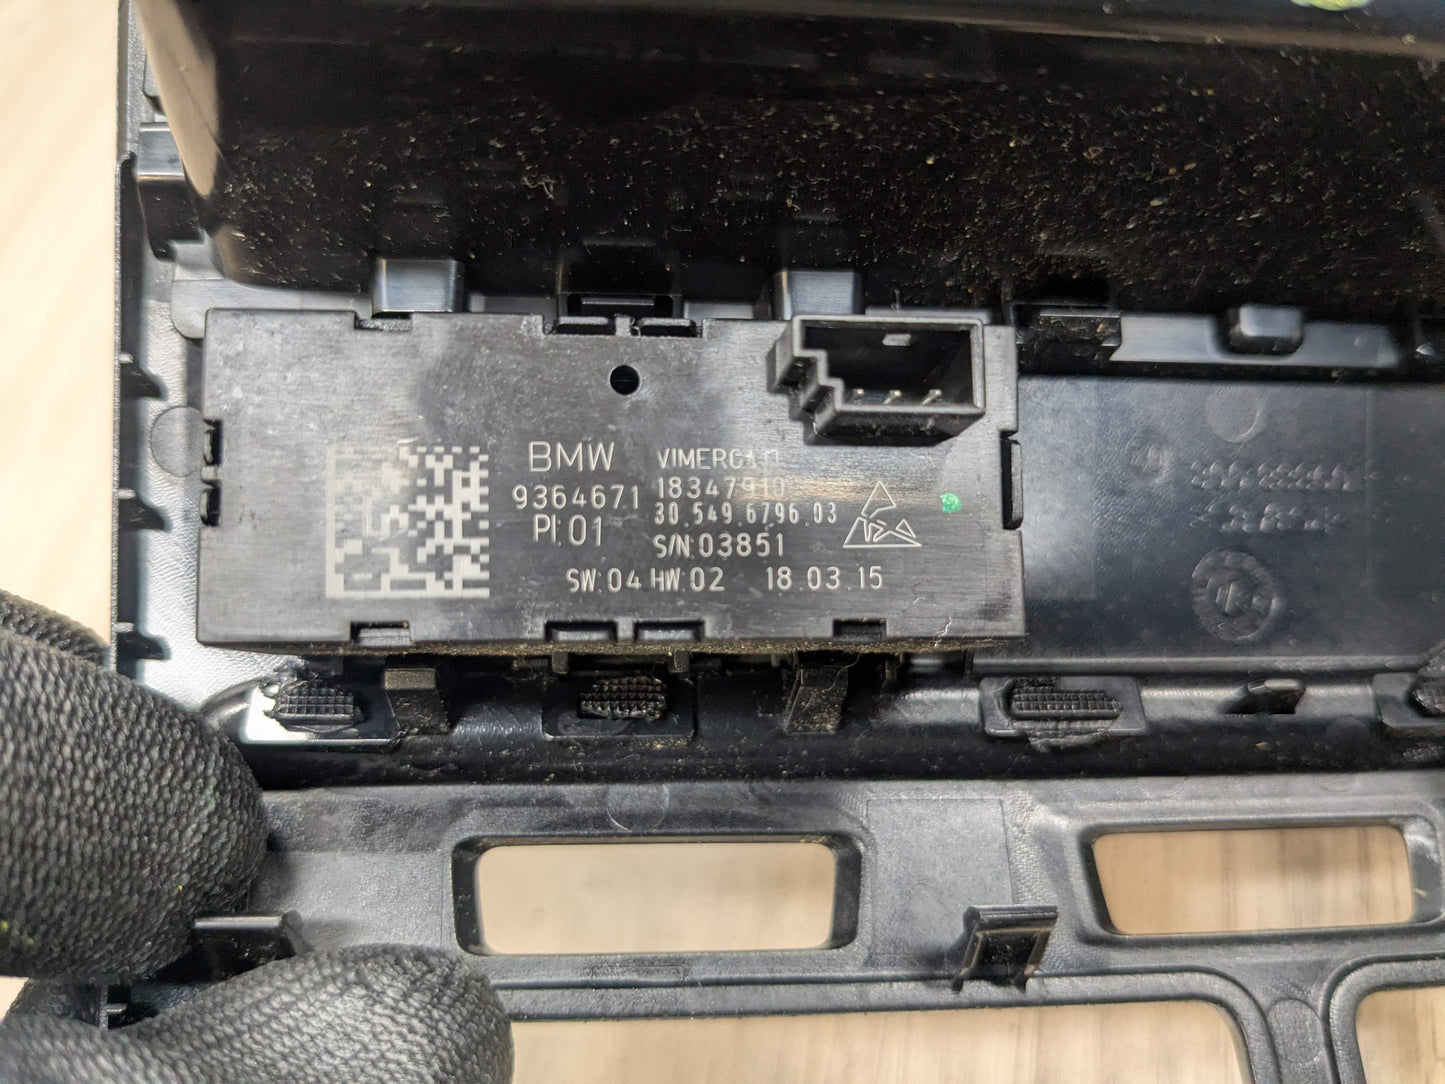 BMW
9364671
PI.01
VIMERCATI
18347910
30.549.6796.03
S/N:03851
SW:04 HW:02 18.03.15